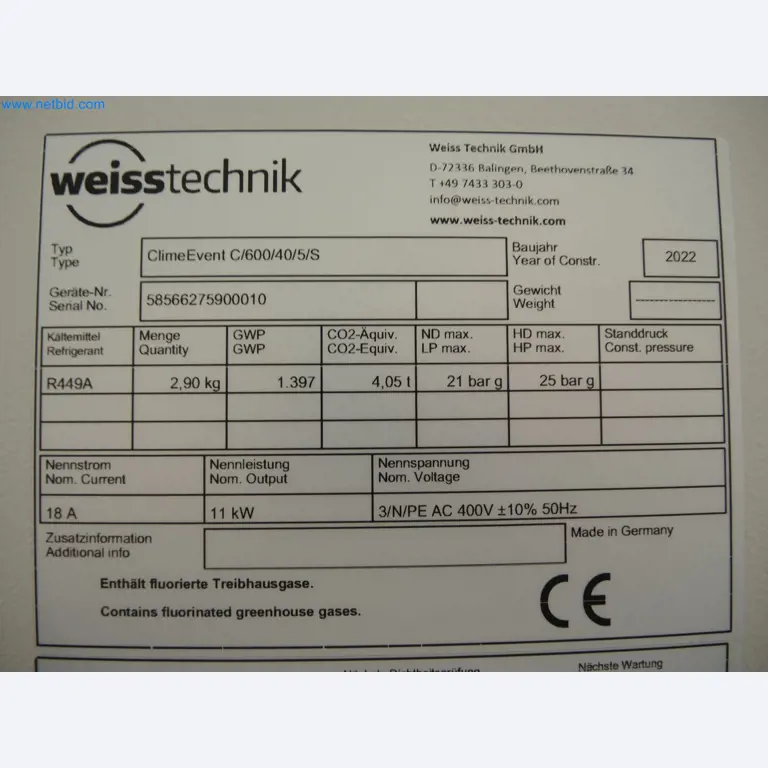 www.netbid.com
weisstechnik
Weiss Technik GmbH
D-72336 Balingen, Beethovenstraße 34
T +49 7433 303-0
info@weiss-technik.com
www.weiss-technik.com
Typ
Type
ClimeEvent C/600/40/5/S
Baujahr
Year of Constr.
2022
Geräte-Nr.
Serial No.
58566275900010
Gewicht
Weight
---------------
Kältemittel
Refrigerant
Menge
Quantity
GWP
GWP
CO2-Äquiv.
CO2-Equiv.
ND max.
LP max.
HD max.
HP max.
Standdruck
Const. pressure
R449A 2,90 kg 1.397 4,05 t 21 bar g 25 bar g
Nennstrom
Nom. Current
Nennleistung
Nom. Output
Nennspannung
Nom. Voltage
18 A 11 kW 3/N/PE AC 400V ±10% 50Hz
Zusatzinformation
Additional info
Made in Germany
Enthält fluorierte Treibhausgase.
Contains fluorinated greenhouse gases.
CE
Nächste Wartung